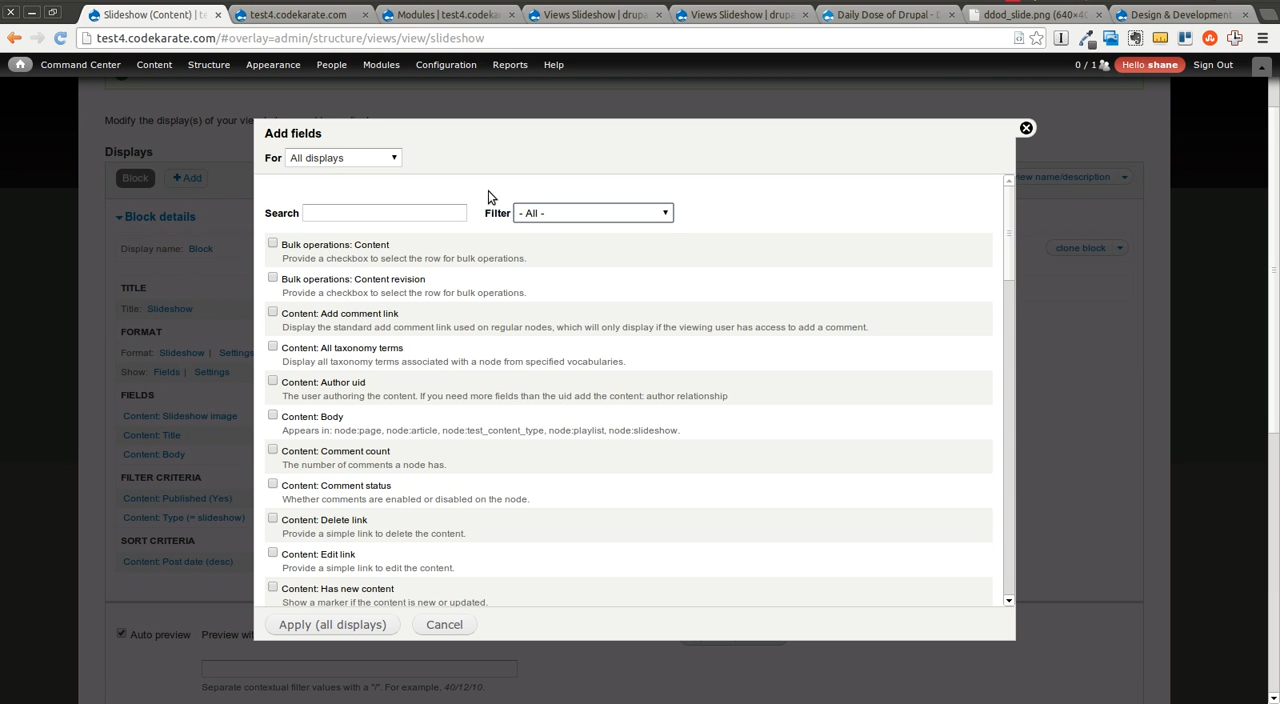 Slideshow (Content) | te
test4.codekarate.com
Modules | test4.codeka
Views Slideshow | drupa
Views Slideshow | drupa
Daily Dose of Drupal - D
ddod_slide.png (640×4
Design & Development
test4.codekarate.com/#overlay=admin/structure/views/view/slideshow
Command Center Content Structure Appearance People Modules Configuration Reports Help 0 / 1 Hello shane Sign Out
Modify the display(s) of your view
Displays
Block Add
view name/description
Block details
Display name: Block
clone block
TITLE
Title: Slideshow
FORMAT
Format: Slideshow | Settings
Show: Fields | Settings
FIELDS
Content: Slideshow image
Content: Title
Content: Body
FILTER CRITERIA
Content: Published (Yes)
Content: Type (= slideshow)
SORT CRITERIA
Content: Post date (desc)
Auto preview Preview wit
Separate contextual filter values with a "/". For example, 40/12/10.
Add fields
For All displays
Search Filter - All -
Bulk operations: Content
Provide a checkbox to select the row for bulk operations.
Bulk operations: Content revision
Provide a checkbox to select the row for bulk operations.
Content: Add comment link
Display the standard add comment link used on regular nodes, which will only display if the viewing user has access to add a comment.
Content: All taxonomy terms
Display all taxonomy terms associated with a node from specified vocabularies.
Content: Author uid
The user authoring the content. If you need more fields than the uid add the content: author relationship
Content: Body
Appears in: node:page, node:article, node:test_content_type, node:playlist, node:slideshow.
Content: Comment count
The number of comments a node has.
Content: Comment status
Whether comments are enabled or disabled on the node.
Content: Delete link
Provide a simple link to delete the content.
Content: Edit link
Provide a simple link to edit the content.
Content: Has new content
Show a marker if the content is new or updated.
Apply (all displays) Cancel